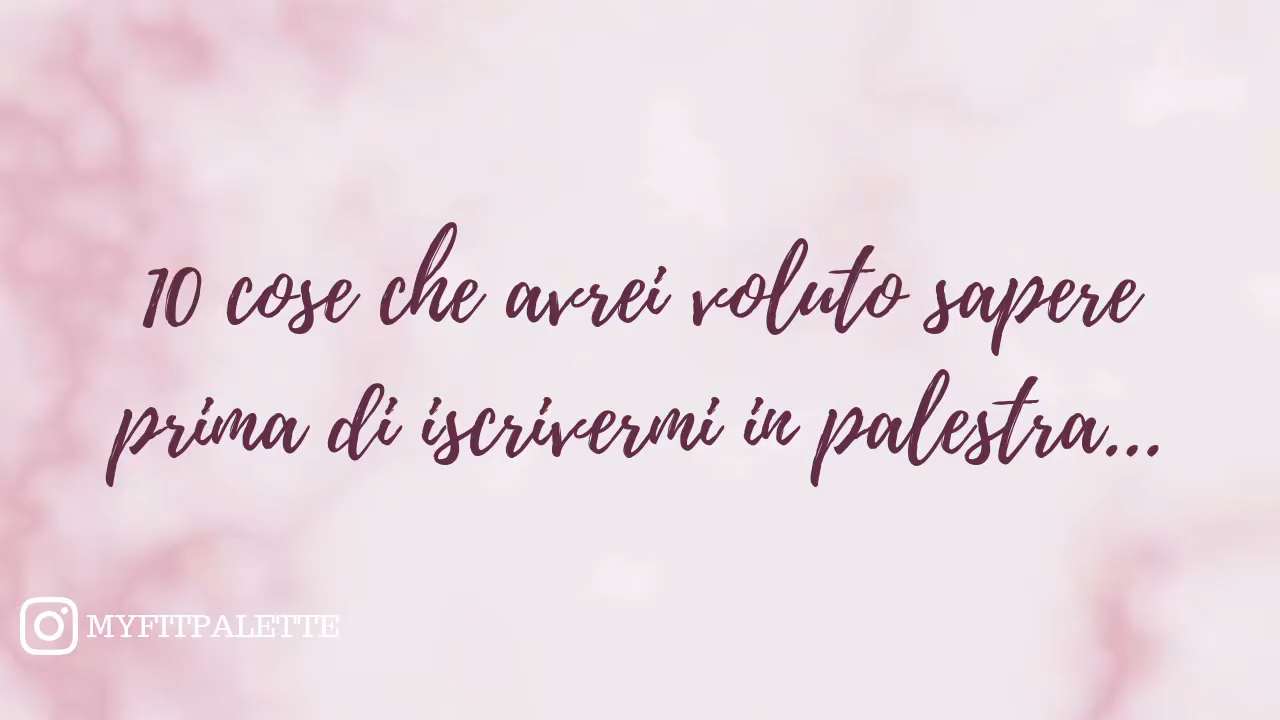 10 cose che avrei voluto sapere
prima di iscrivermi in palestra...
MYFITPALETTE